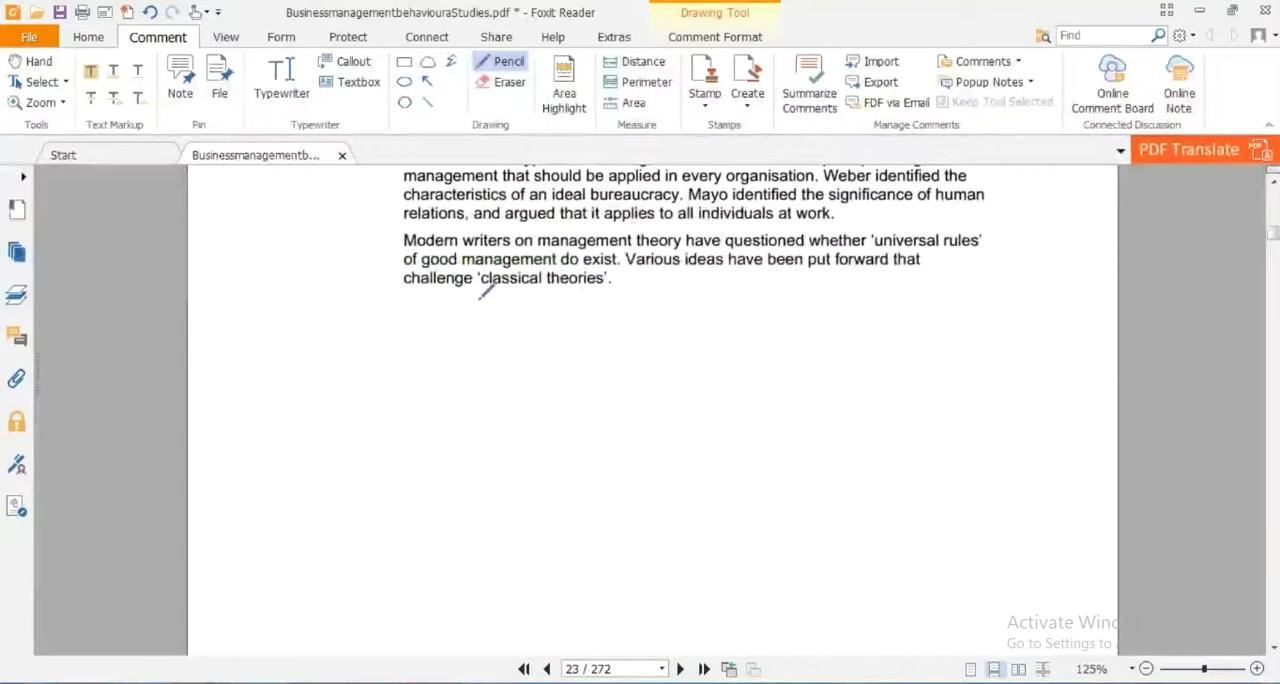 BusinessmanagementbehaviouraStudies.pdf * - Foxit Reader
Drawing Tool
File
Home
Comment
View
Form
Protect
Connect
Share
Help
Extras
Comment Format
Find
Hand
Select
Zoom
Tools
Text Markup
Note
File
Pin
Typewriter
Callout
Textbox
Typewriter
Pencil
Eraser
Drawing
Area
Highlight
Distance
Perimeter
Area
Measure
Stamp
Create
Stamps
Summarize
Comments
Import
Export
FDF via Email
Comments
Popup Notes
Keep Tool Selected
Manage Comments
Online
Comment Board
Online
Note
Connected Discussion
Start
Businessmanagementb...
PDF Translate
management that should be applied in every organisation. Weber identified the
characteristics of an ideal bureaucracy. Mayo identified the significance of human
relations, and argued that it applies to all individuals at work.
Modern writers on management theory have questioned whether ‘universal rules’
of good management do exist. Various ideas have been put forward that
challenge ‘classical theories’.
Activate Winc
Go to Settings to
23 / 272
125%